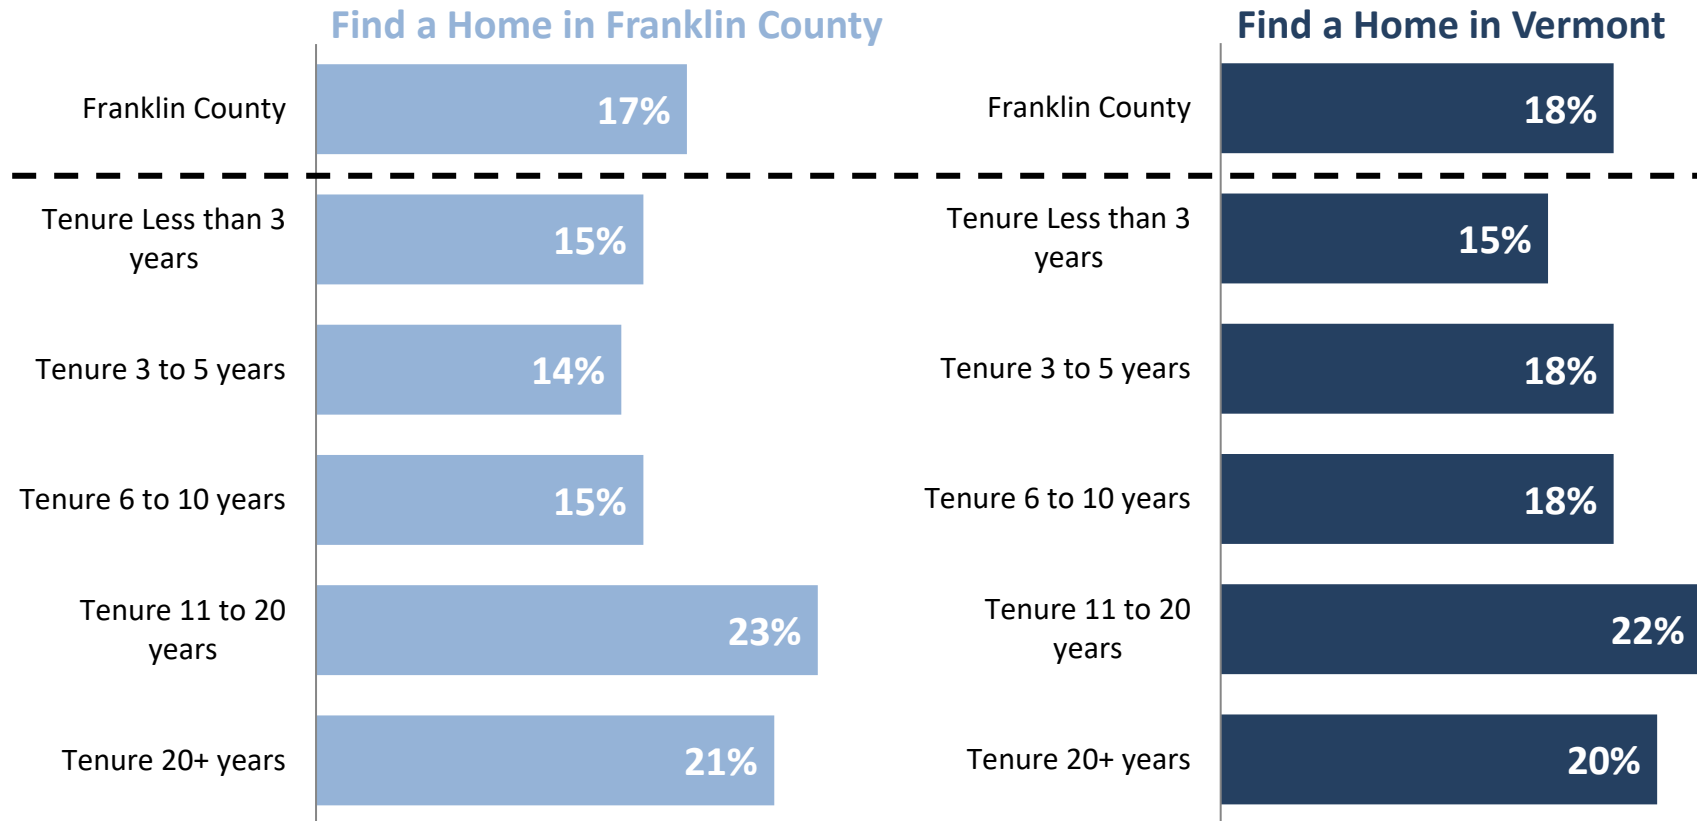 Find a Home in Franklin County
Franklin County
17%
Tenure Less than 3
years
15%
Tenure 3 to 5 years
14%
Tenure 6 to 10 years
15%
Tenure 11 to 20
years
23%
Tenure 20+ years
21%
Find a Home in Vermont
Franklin County
18%
Tenure Less than 3
years
15%
Tenure 3 to 5 years
18%
Tenure 6 to 10 years
18%
Tenure 11 to 20
years
22%
Tenure 20+ years
20%